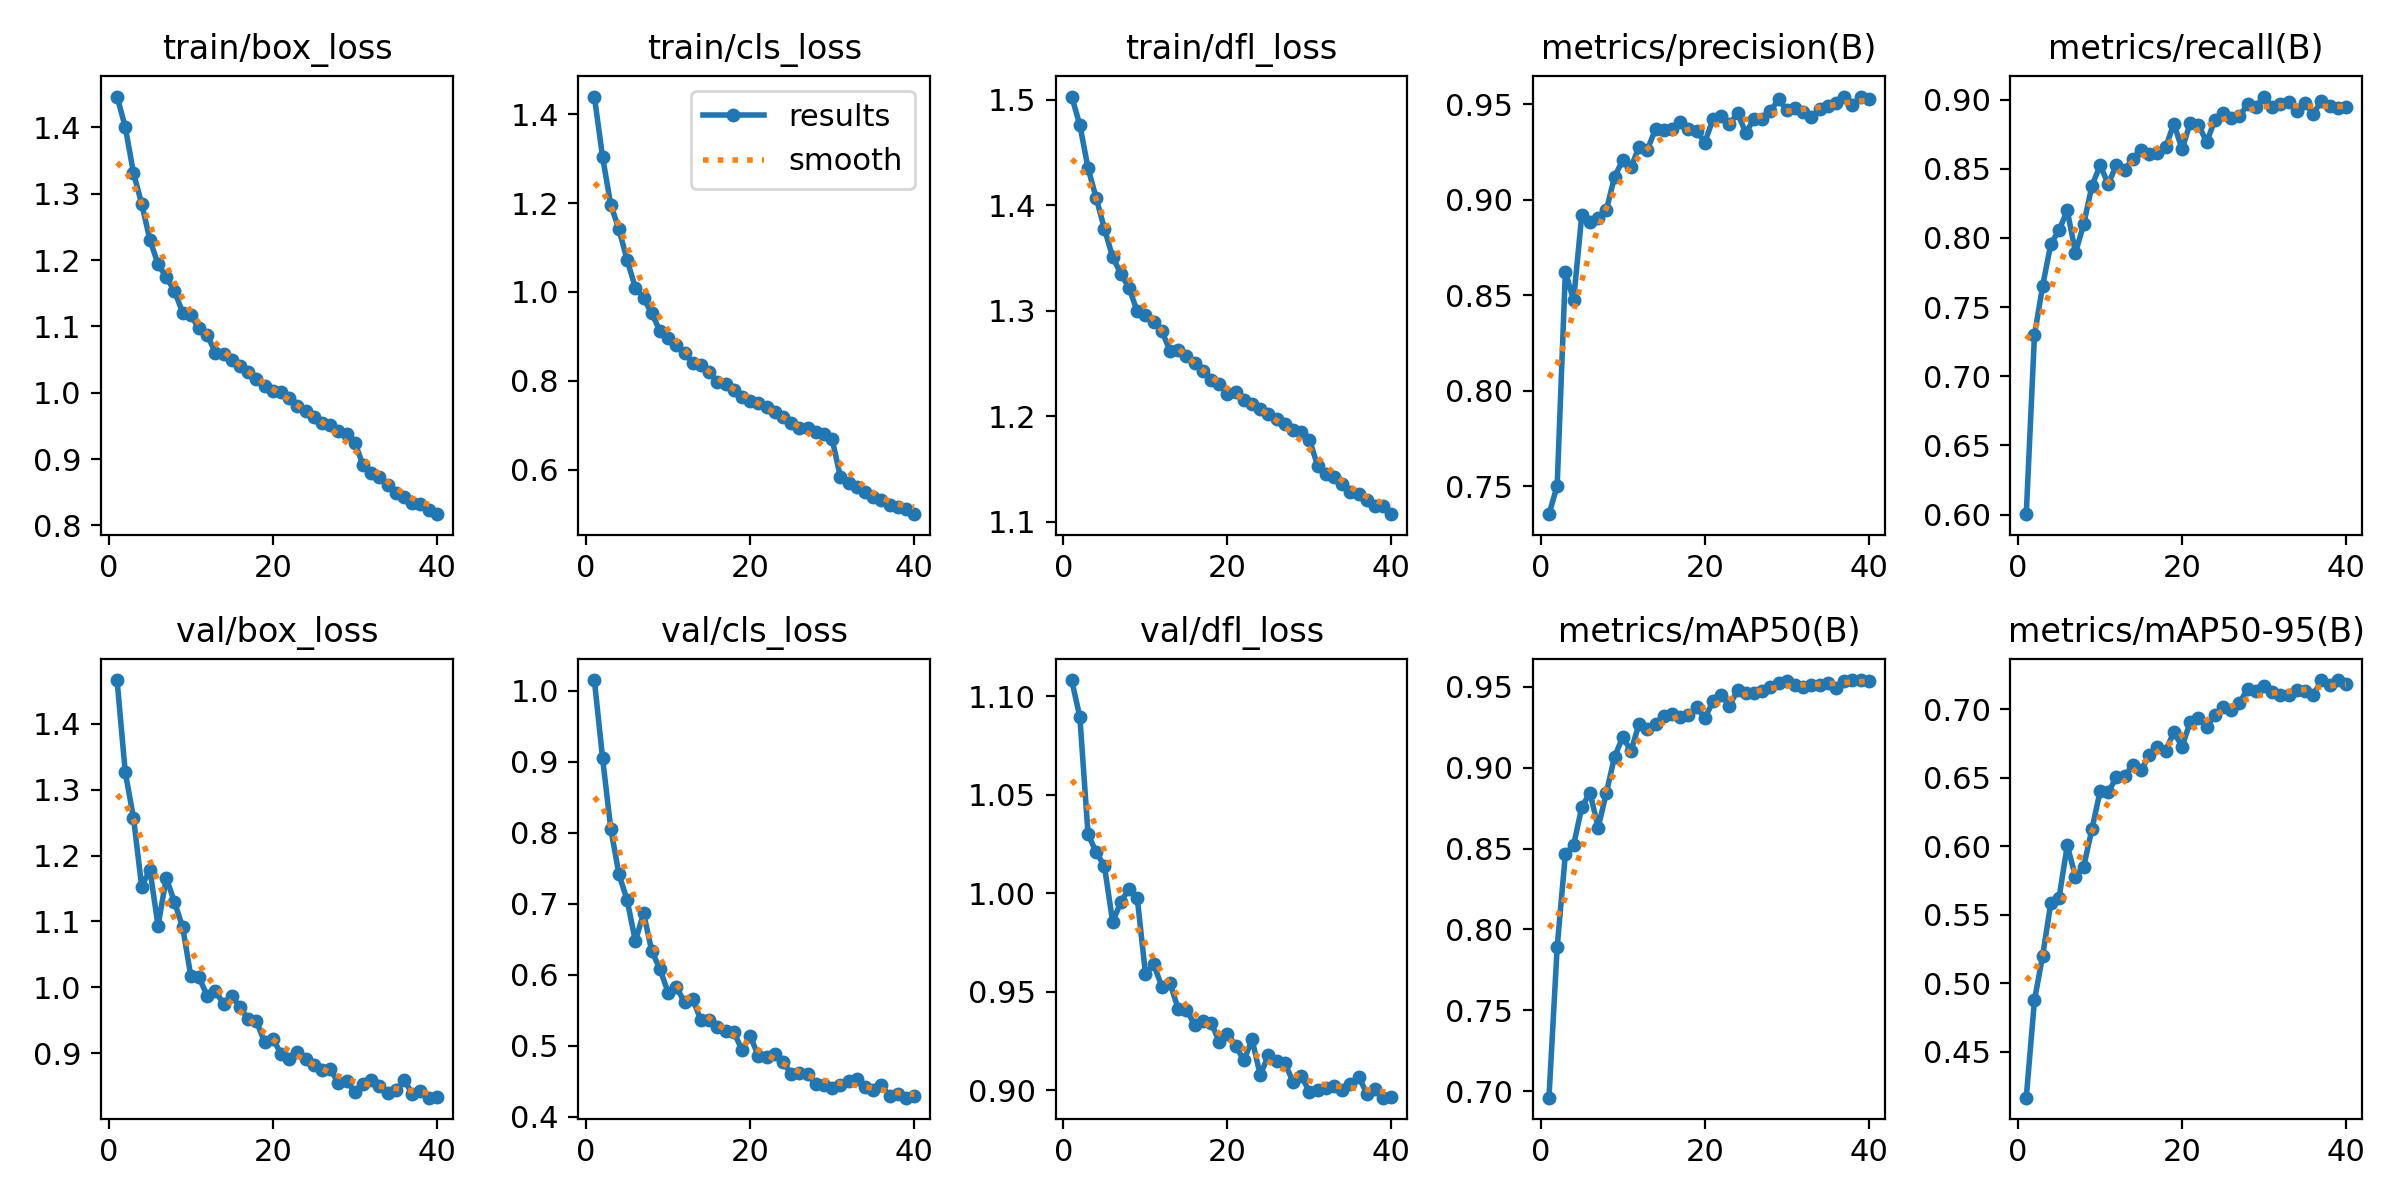 train/box_loss
1.4
1.3
1.2
1.1
1.0
0.9
0.8
0 20 40
train/cls_loss
results
smooth
1.4
1.2
1.0
0.8
0.6
0 20 40
train/dfl_loss
1.5
1.4
1.3
1.2
1.1
0 20 40
metrics/precision(B)
0.95
0.90
0.85
0.80
0.75
0 20 40
metrics/recall(B)
0.90
0.85
0.80
0.75
0.70
0.65
0.60
0 20 40
val/box_loss
1.4
1.3
1.2
1.1
1.0
0.9
0 20 40
val/cls_loss
1.0
0.9
0.8
0.7
0.6
0.5
0.4
0 20 40
val/dfl_loss
1.10
1.05
1.00
0.95
0.90
0 20 40
metrics/mAP50(B)
0.95
0.90
0.85
0.80
0.75
0.70
0 20 40
metrics/mAP50-95(B)
0.70
0.65
0.60
0.55
0.50
0.45
0 20 40